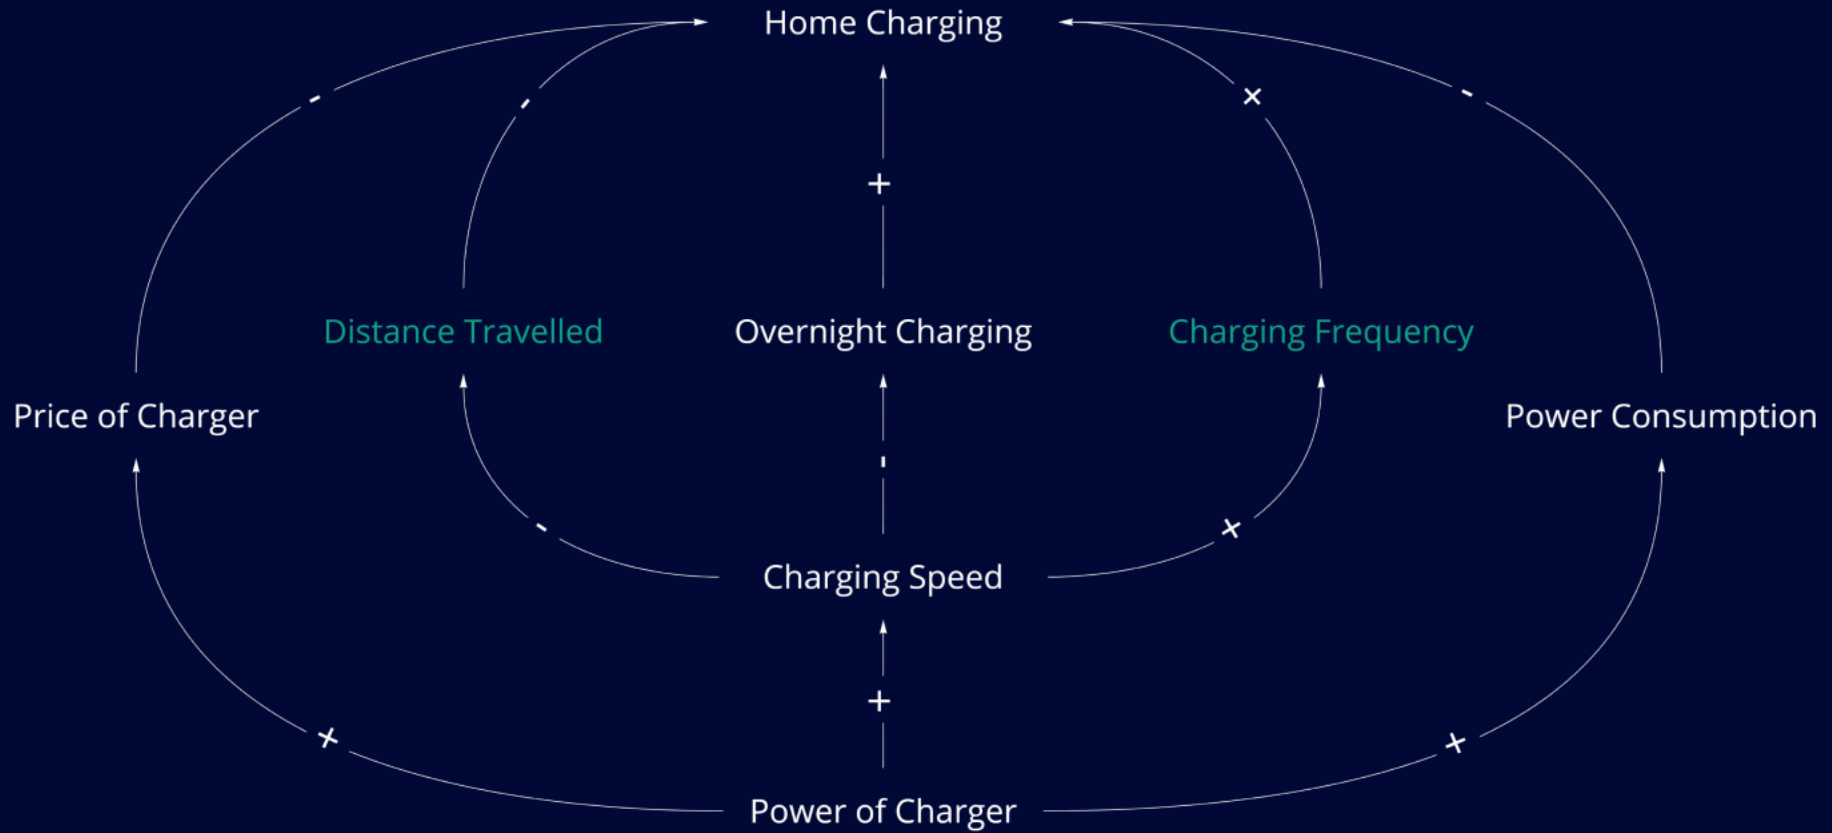 Home Charging
-
-
+
-
+
Distance Travelled
Overnight Charging
Charging Frequency
Price of Charger
Power Consumption
-
-
+
Charging Speed
+
+
+
Power of Charger